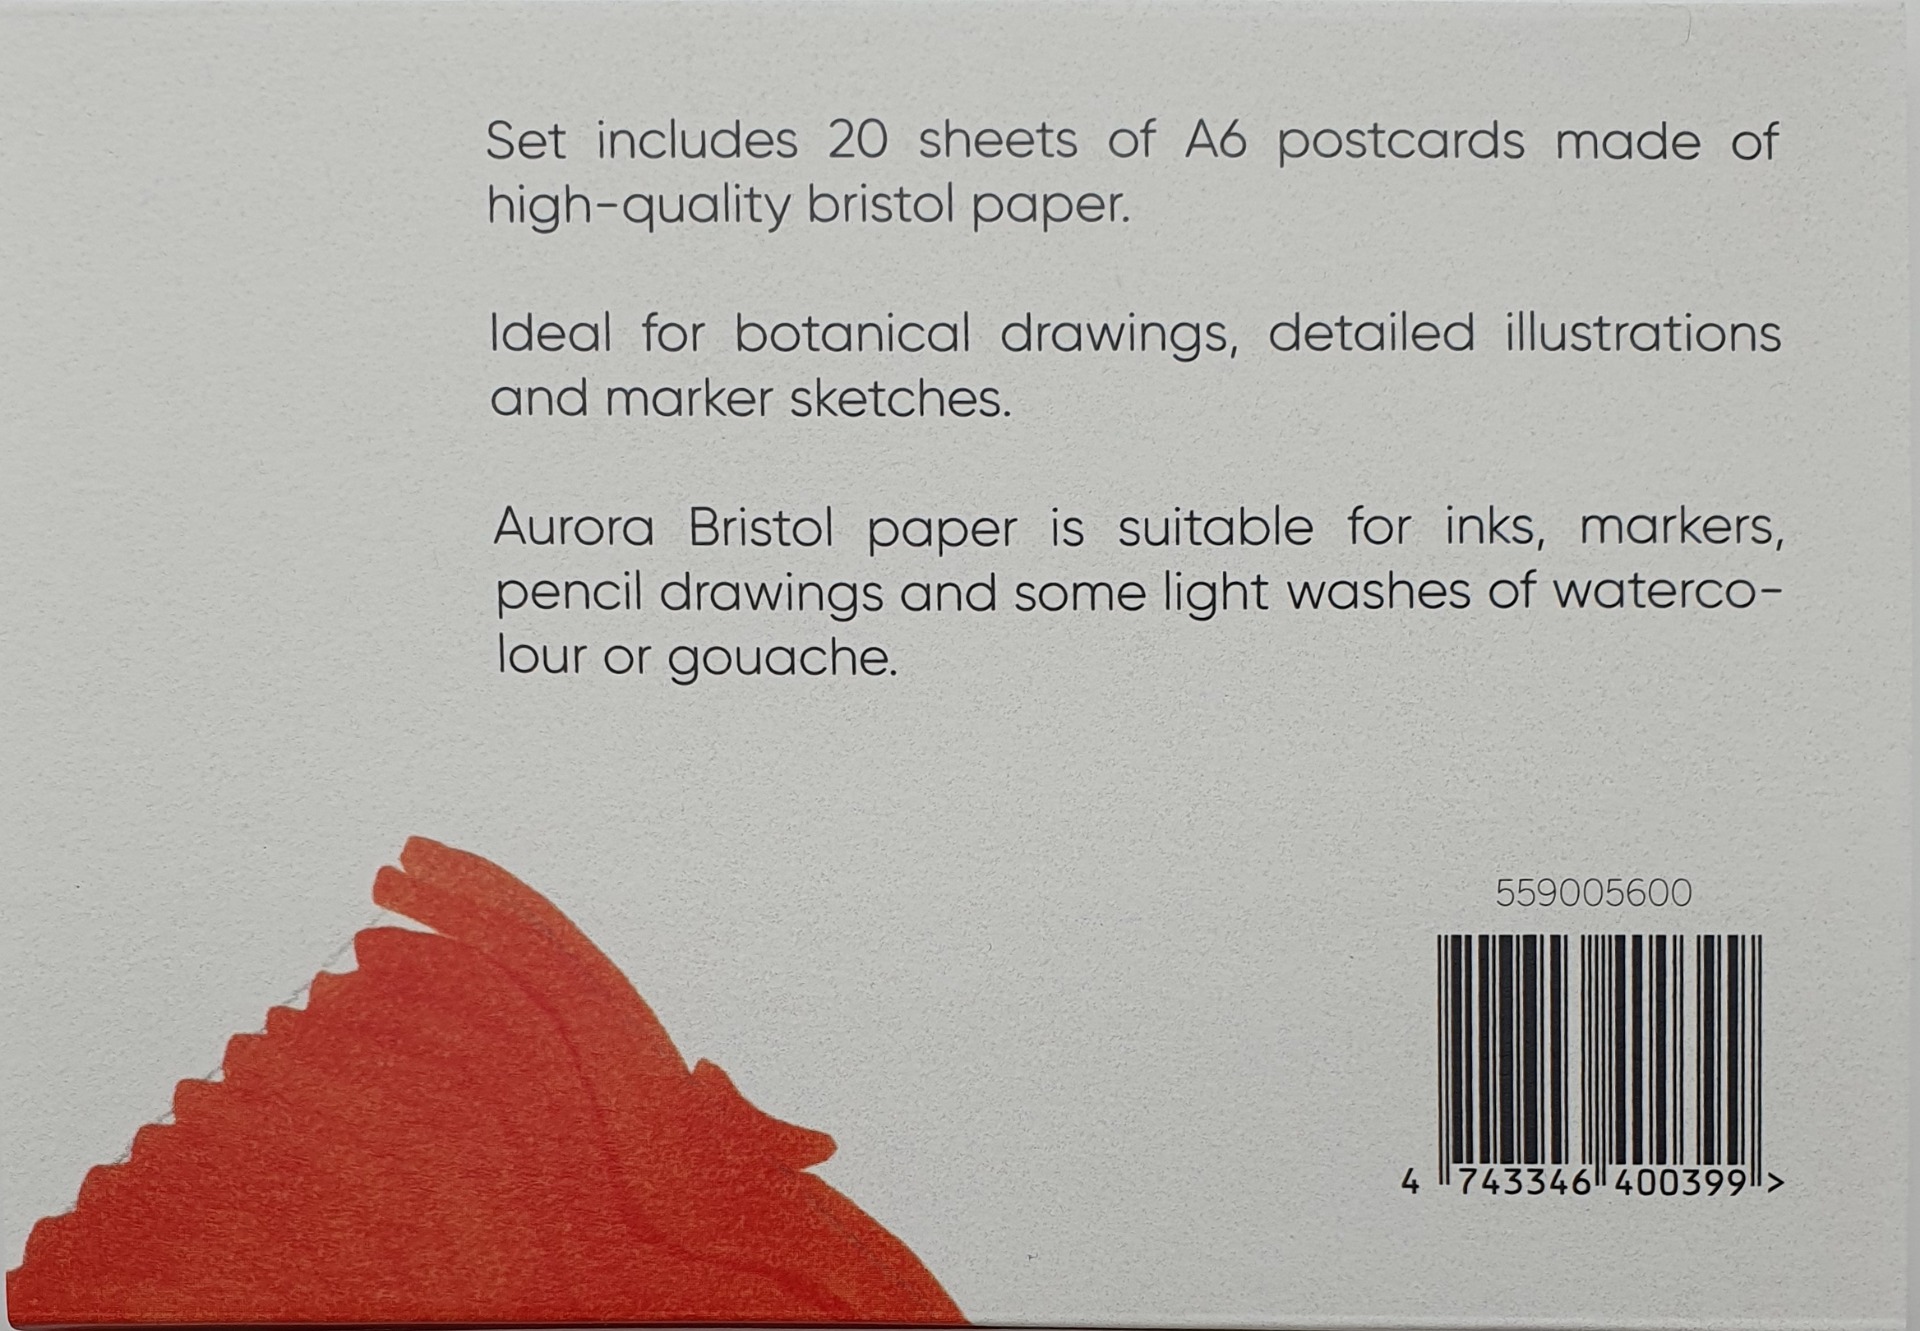 Set includes 20 sheets of A6 postcards made of
high-quality bristol paper.
Ideal for botanical drawings, detailed illustrations
and marker sketches.
Aurora Bristol paper is suitable for inks, markers,
pencil drawings and some light washes of waterco-
lour or gouache.
559005600
4 743346 400399 >